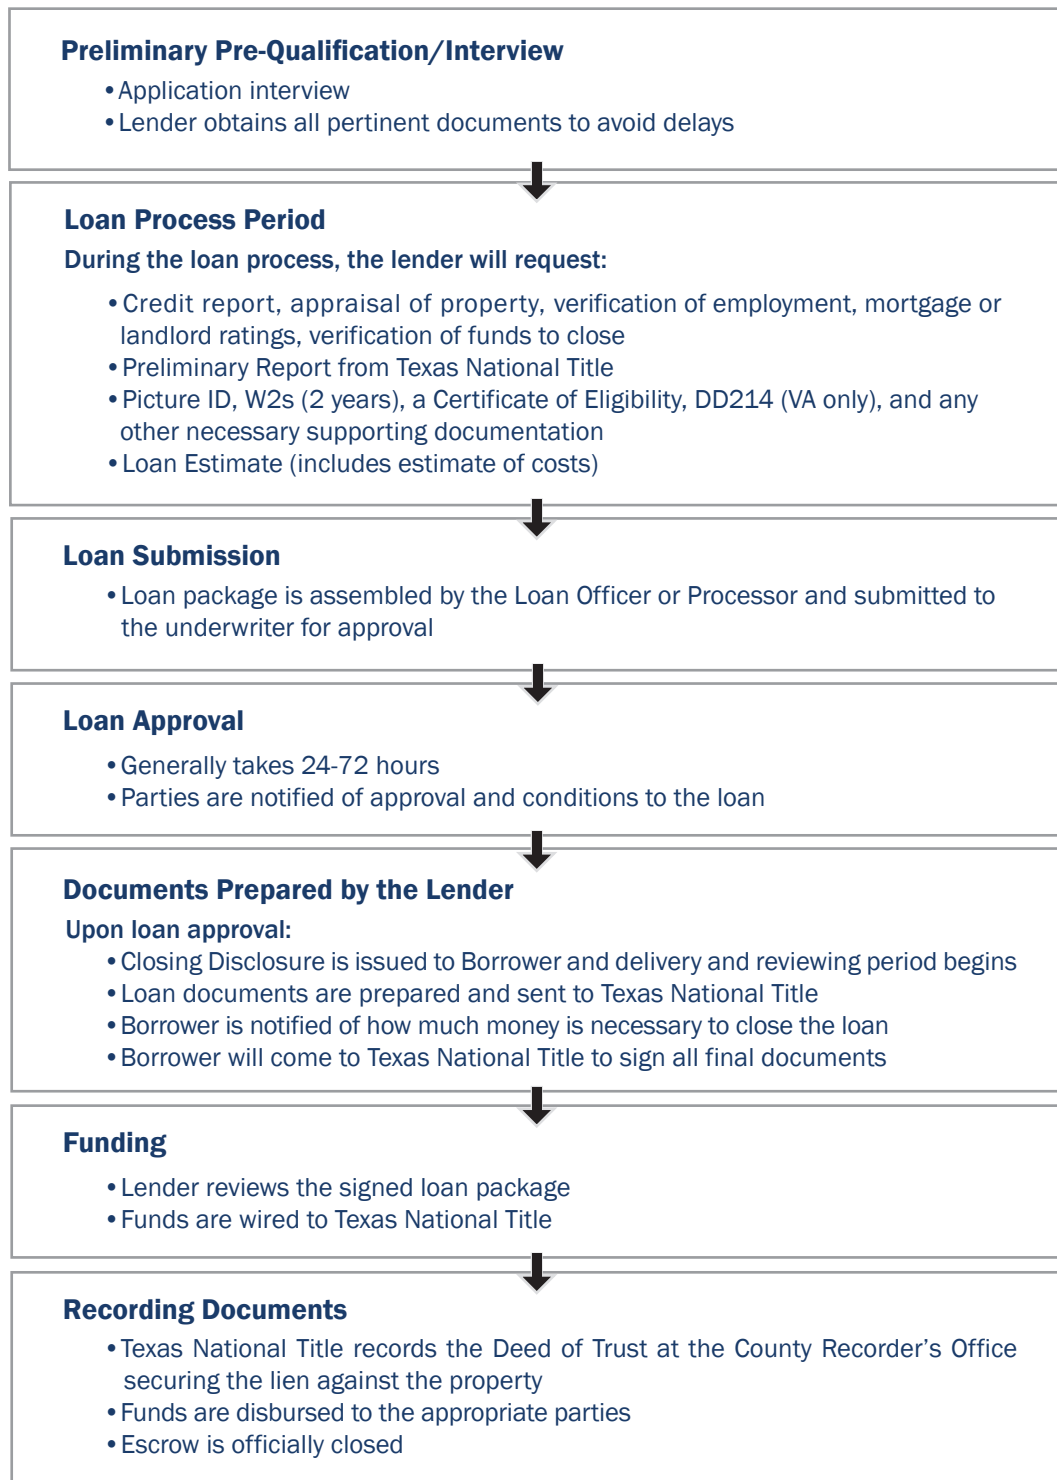 Preliminary Pre-Qualification/Interview
•Application interview
•Lender obtains all pertinent documents to avoid delays
Loan Process Period
During the loan process, the lender will request:
•Credit report, appraisal of property, verification of employment, mortgage or
landlord ratings, verification of funds to close
•Preliminary Report from Texas National Title
•Picture ID, W2s (2 years), a Certificate of Eligibility, DD214 (VA only), and any
other necessary supporting documentation
•Loan Estimate (includes estimate of costs)
Loan Submission
•Loan package is assembled by the Loan Officer or Processor and submitted to
the underwriter for approval
Loan Approval
•Generally takes 24-72 hours
•Parties are notified of approval and conditions to the loan
Documents Prepared by the Lender
Upon loan approval:
•Closing Disclosure is issued to Borrower and delivery and reviewing period begins
•Loan documents are prepared and sent to Texas National Title
•Borrower is notified of how much money is necessary to close the loan
•Borrower will come to Texas National Title to sign all final documents
Funding
•Lender reviews the signed loan package
•Funds are wired to Texas National Title
Recording Documents
•Texas National Title records the Deed of Trust at the County Recorder's Office
securing the lien against the property
•Funds are disbursed to the appropriate parties
•Escrow is officially closed